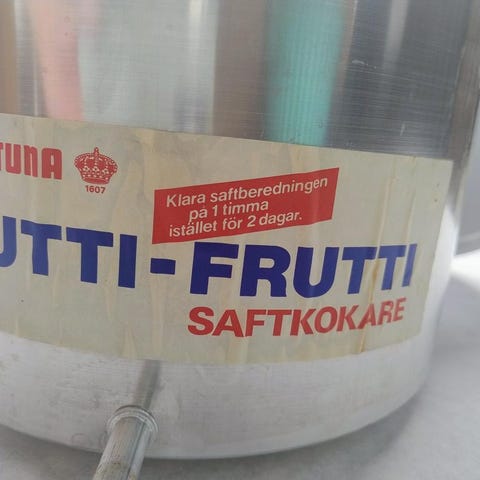 TUNA
1607
Klara saftberedningen
på 1 timma
istället för 2 dagar.
UTTI-FRUTTI
SAFTKOKARE